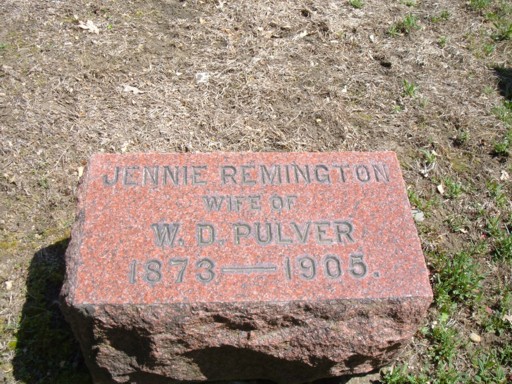 JENNIE REMINGTON
WIFE OF
W. D. PULVER
1873—1905.